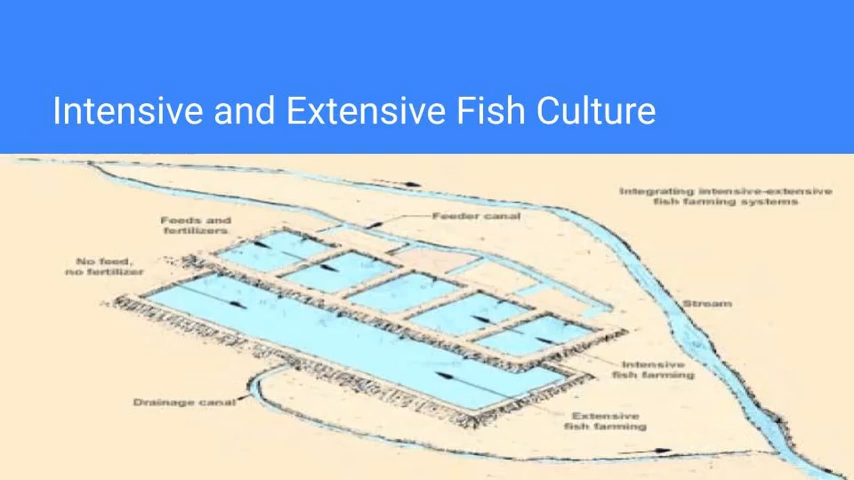 Intensive and Extensive Fish Culture
Integrating intensive-extensive
fish farming systems
Feeds and
fertilizers
Feeder canal
No feed,
no fertilizer
Stream
Intensive
fish farming
Drainage canal
Extensive
fish farming